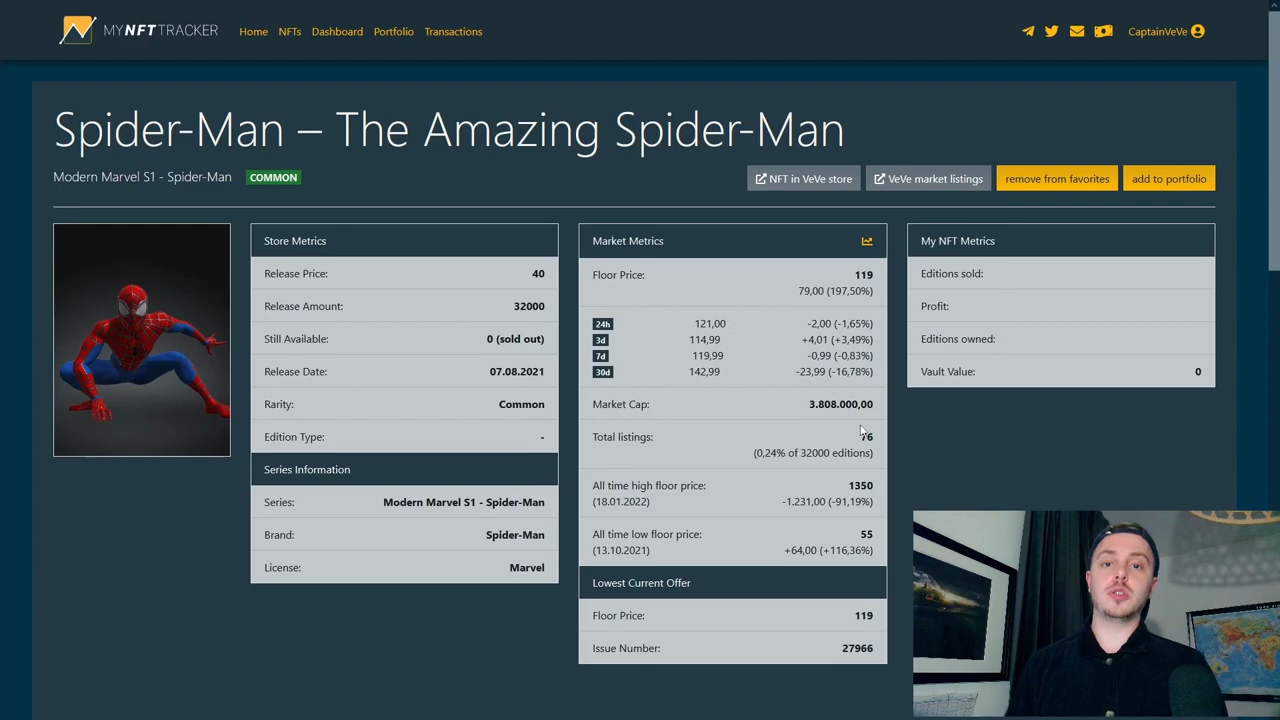 MYNFTTRACKER Home NFTs Dashboard Portfolio Transactions CaptainVeVe
Spider-Man – The Amazing Spider-Man
Modern Marvel S1 - Spider-Man COMMON
NFT in VeVe store VeVe market listings remove from favorites add to portfolio
Store Metrics
Release Price: 40
Release Amount: 32000
Still Available: 0 (sold out)
Release Date: 07.08.2021
Rarity: Common
Edition Type: -
Series Information
Series: Modern Marvel S1 - Spider-Man
Brand: Spider-Man
License: Marvel
Market Metrics
Floor Price: 119
79,00 (197,50%)
24h 121,00 -2,00 (-1,65%)
3d 114,99 +4,01 (+3,49%)
7d 119,99 -0,99 (-0,83%)
30d 142,99 -23,99 (-16,78%)
Market Cap: 3.808.000,00
Total listings: 76
(0,24% of 32000 editions)
All time high floor price: 1350
(18.01.2022) -1.231,00 (-91,19%)
All time low floor price: 55
(13.10.2021) +64,00 (+116,36%)
Lowest Current Offer
Floor Price: 119
Issue Number: 27966
My NFT Metrics
Editions sold:
Profit:
Editions owned:
Vault Value: 0